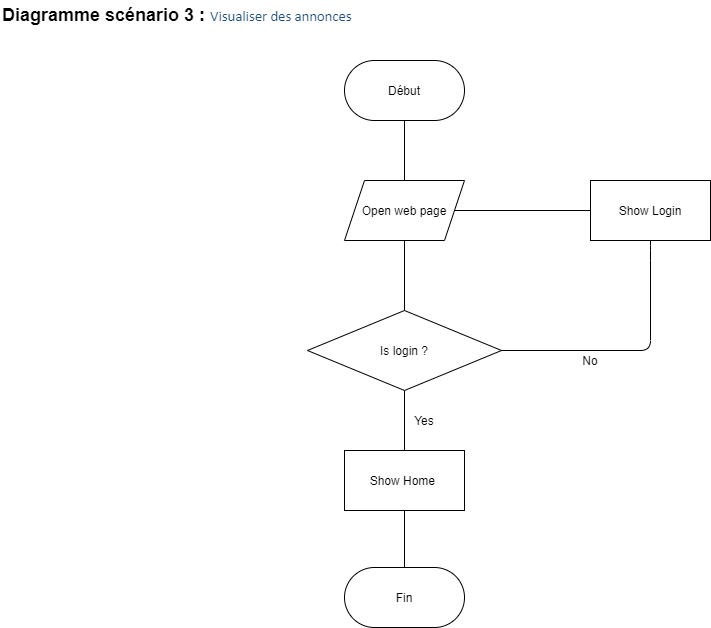 Diagramme scénario 3 : Visualiser des annonces
Début
Open web page
Show Login
Is login ?
No
Yes
Show Home
Fin